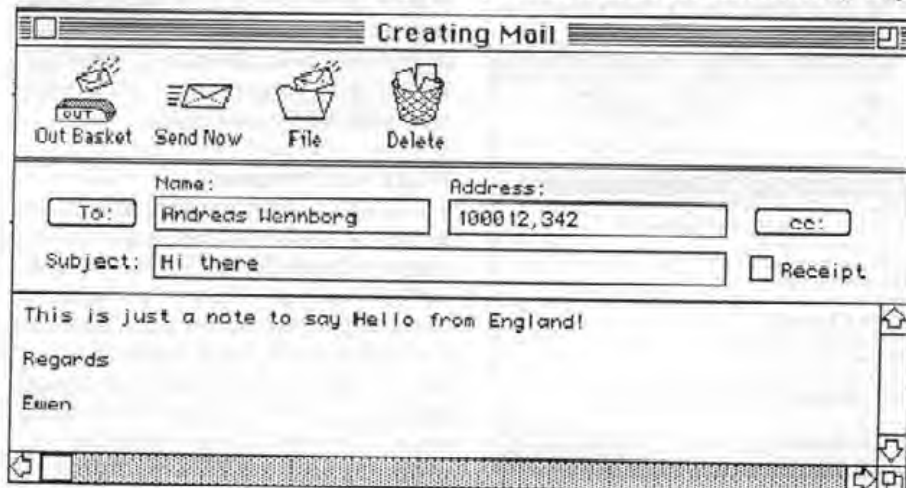 Creating Mail
OUT
Out Basket Send Now File Delete
Name: Address:
To: Andreas Wennborg 100012,342 cc:
Subject: Hi there Receipt
This is just a note to say Hello from England!
Regards
Ewen